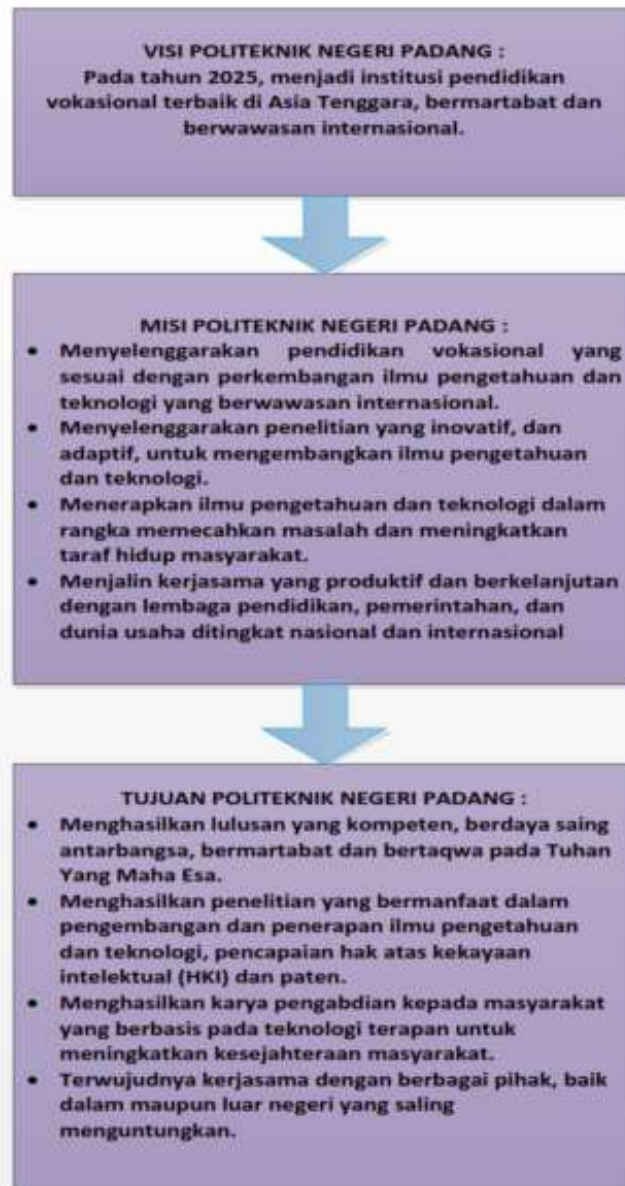 VISI POLITEKNIK NEGERI PADANG :
Pada tahun 2025, menjadi institusi pendidikan
vokasional terbaik di Asia Tenggara, bermartabat dan
berwawasan internasional.
MISI POLITEKNIK NEGERI PADANG :
• Menyelenggarakan pendidikan vokasional yang
sesuai dengan perkembangan ilmu pengetahuan dan
teknologi yang berwawasan internasional.
• Menyelenggarakan penelitian yang inovatif, dan
adaptif, untuk mengembangkan ilmu pengetahuan
dan teknologi.
• Menerapkan ilmu pengetahuan dan teknologi dalam
rangka memecahkan masalah dan meningkatkan
taraf hidup masyarakat.
• Menjalin kerjasama yang produktif dan berkelanjutan
dengan lembaga pendidikan, pemerintahan, dan
dunia usaha ditingkat nasional dan internasional
TUJUAN POLITEKNIK NEGERI PADANG :
• Menghasilkan lulusan yang kompeten, berdaya saing
antarbangsa, bermartabat dan bertaqwa pada Tuhan
Yang Maha Esa.
• Menghasilkan penelitian yang bermanfaat dalam
pengembangan dan penerapan ilmu pengetahuan
dan teknologi, pencapaian hak atas kekayaan
intelektual (HKI) dan paten.
• Menghasilkan karya pengabdian kepada masyarakat
yang berbasis pada teknologi terapan untuk
meningkatkan kesejahteraan masyarakat.
• Terwujudnya kerjasama dengan berbagai pihak, baik
dalam maupun luar negeri yang saling
menguntungkan.